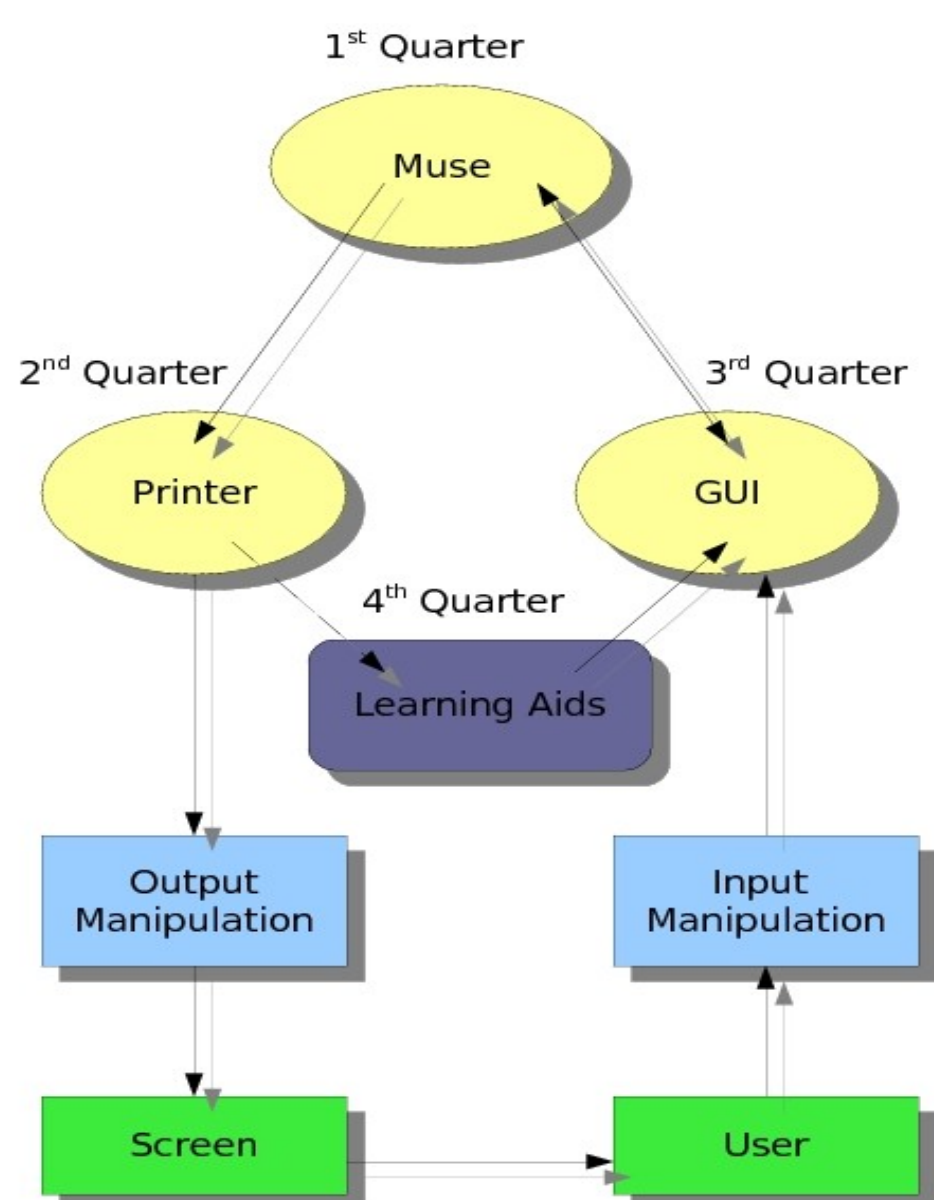 1st Quarter
Muse
2nd Quarter
3rd Quarter
Printer
GUI
4th Quarter
Learning Aids
Output
Manipulation
Input
Manipulation
Screen
User